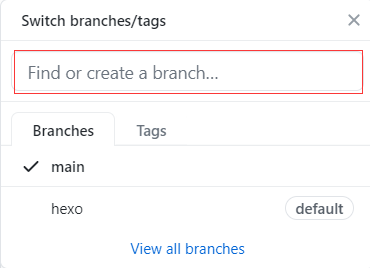 Switch branches/tags
Find or create a branch...
Branches Tags
main
hexo default
View all branches